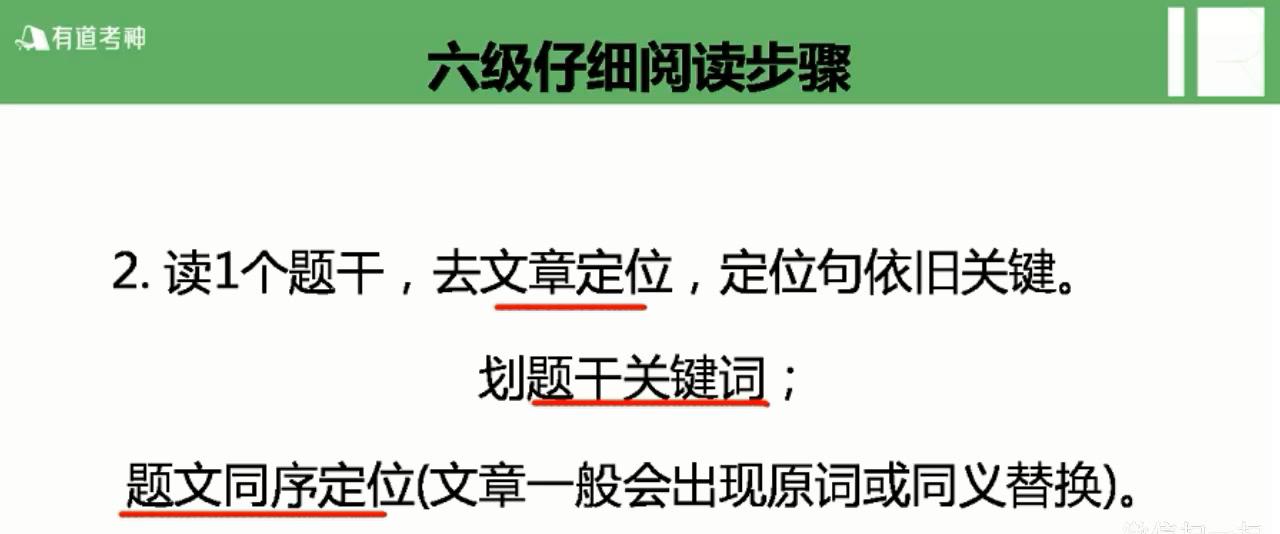 有道考神
六级仔细阅读步骤
2. 读1个题干，去文章定位，定位句依旧关键。
划题干关键词；
题文同序定位(文章一般会出现原词或同义替换)。